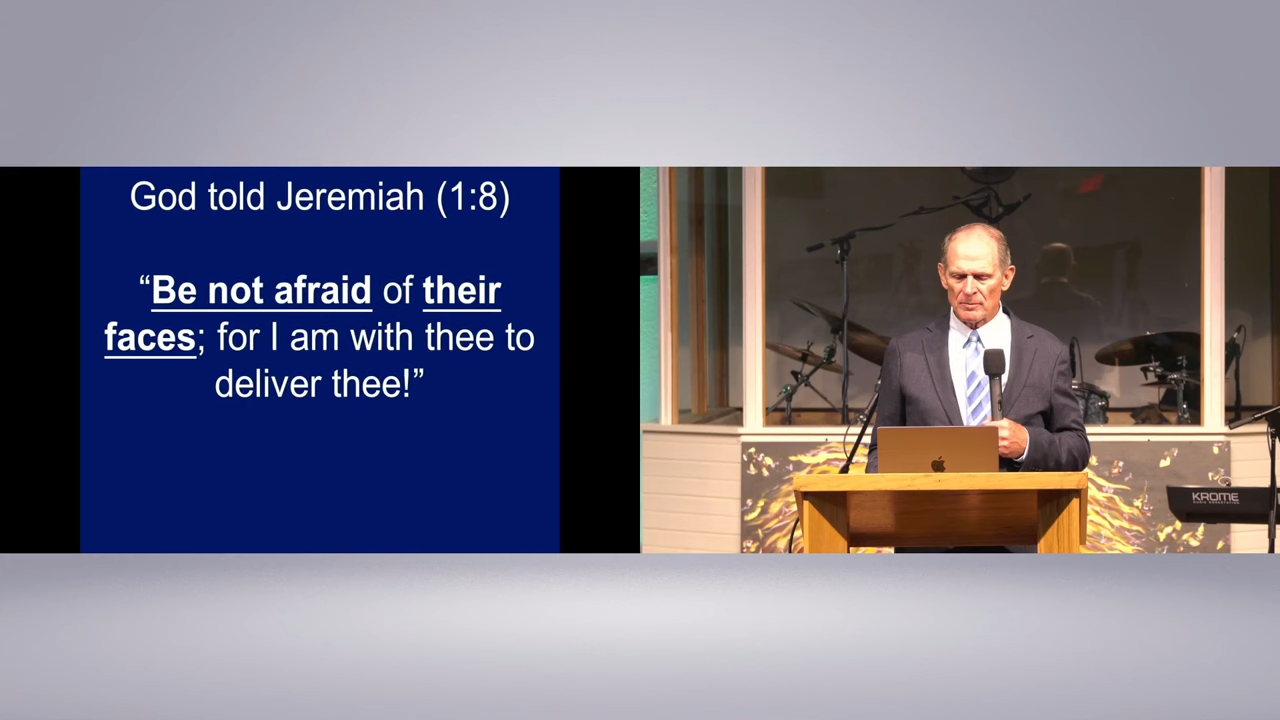 God told Jeremiah (1:8)
“Be not afraid of their
faces; for I am with thee to
deliver thee!”
KROME